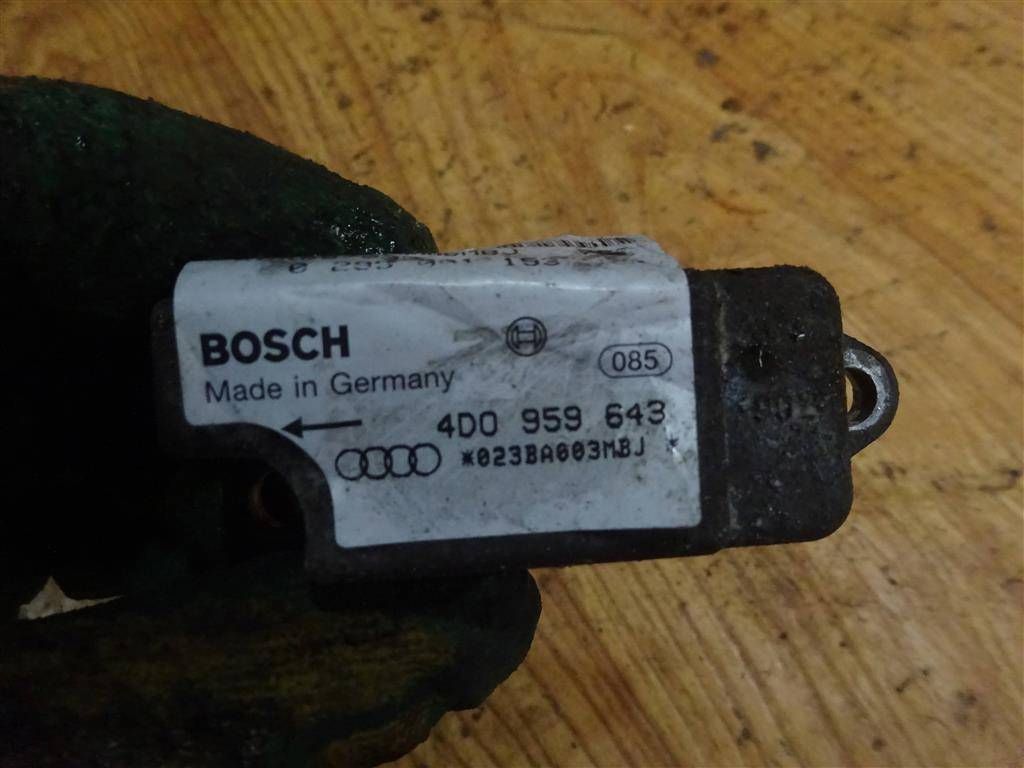 BOSCH
085
Made in Germany
4D0 959 643
*023BA003MBJ *